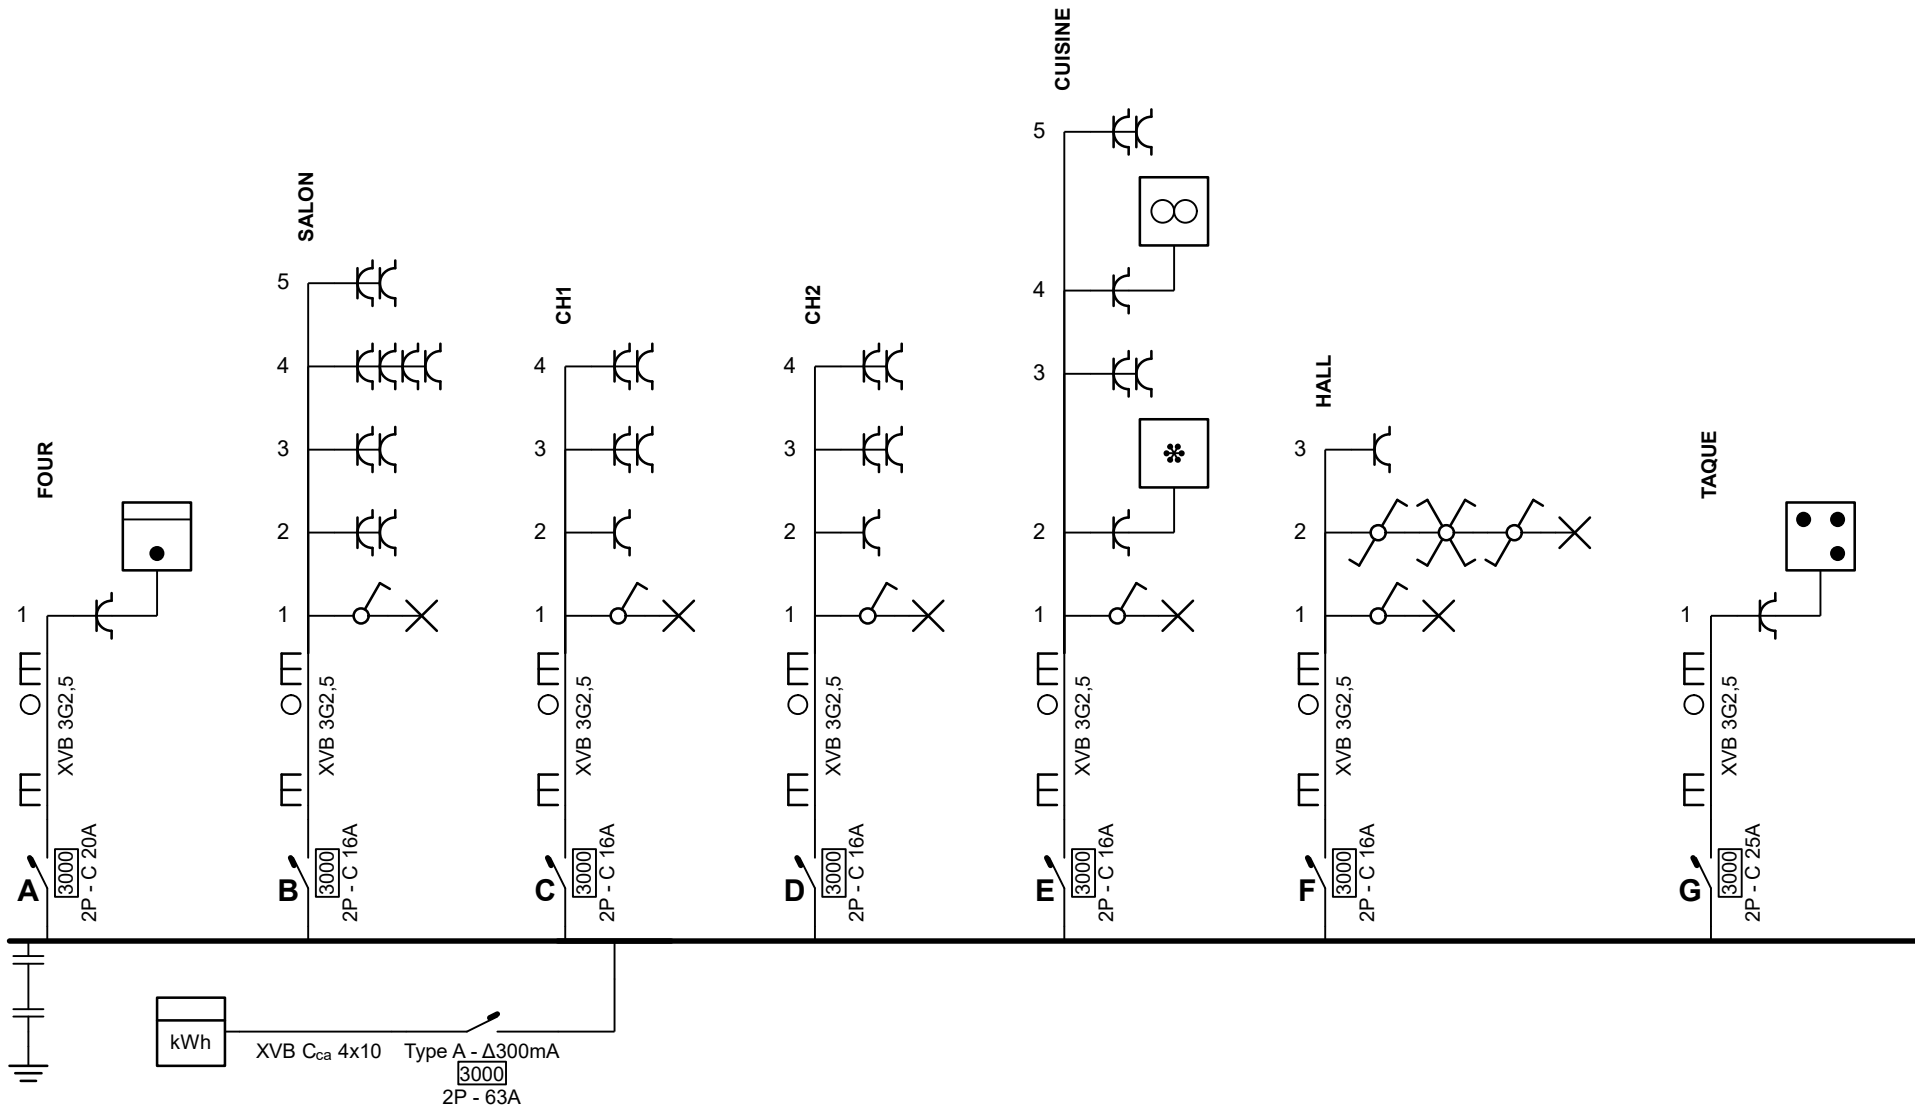 CUISINE
5
SALON
5
4
CH1
CH2
4
4
4
3
HALL
3
3
3
3
FOUR
TAQUE
2
2
2
2
2
1
1
1
1
1
1
1
XVB 3G2,5
XVB 3G2,5
XVB 3G2,5
XVB 3G2,5
XVB 3G2,5
XVB 3G2,5
XVB 3G2,5
A
3000
2P - C 20A
B
3000
2P - C 16A
C
3000
2P - C 16A
D
3000
2P - C 16A
E
3000
2P - C 16A
F
3000
2P - C 16A
G
3000
2P - C 25A
kWh
XVB Cca 4x10
Type A - Δ300mA
3000
2P - 63A